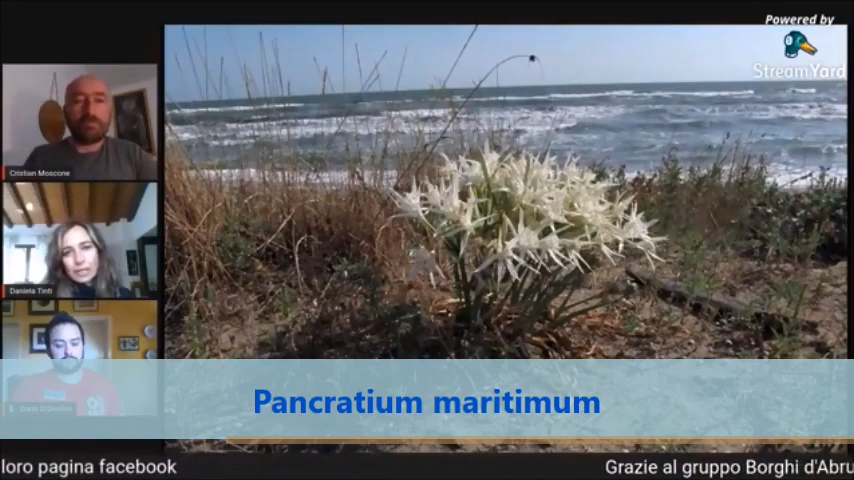 Powered by
StreamYard
Cristian Moscone
Daniela Tinti
Pancratium maritimum
loro pagina facebook
Grazie al gruppo Borghi d'Abru